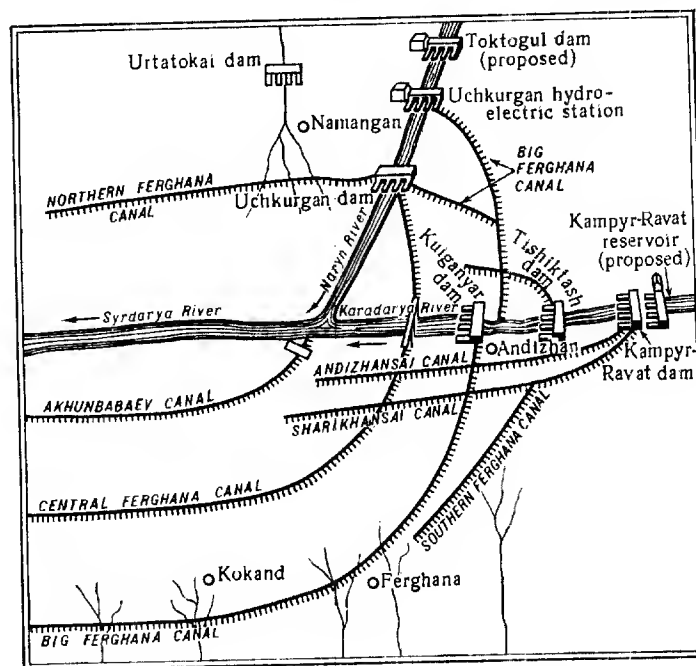 Toktogul dam
(proposed)
Urtatokai dam
Uchkurgan hydro-
electric station
Namangan
BIG
FERGHANA
CANAL
NORTHERN FERGHANA
CANAL
Uchkurgan dam
Kampyr-Ravat
reservoir
(proposed)
Naryn River
Kuiganyar
dam
Tishiktash
dam
Syrdarya River
Karadarya River
Andizhan
Kampyr-
Ravat dam
ANDIZHANSAI CANAL
AKHUNBABAEV CANAL
SHARIKHANSAI CANAL
SOUTHERN FERGHANA CANAL
CENTRAL FERGHANA CANAL
Kokand
Ferghana
BIG FERGHANA CANAL